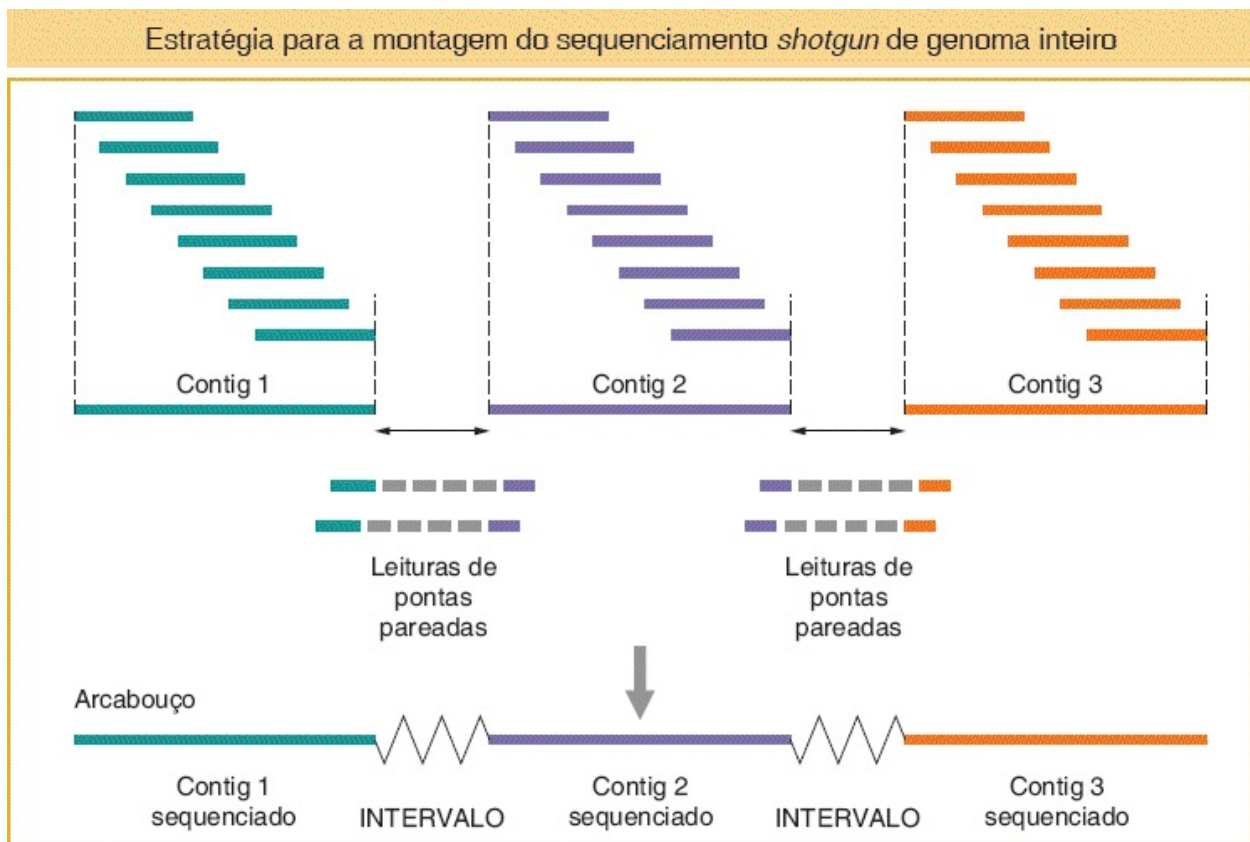 Estratégia para a montagem do sequenciamento shotgun de genoma inteiro
Contig 1
Contig 2
Contig 3
Leituras de
pontas
pareadas
Leituras de
pontas
pareadas
Arcabouço
Contig 1
sequenciado
INTERVALO
Contig 2
sequenciado
INTERVALO
Contig 3
sequenciado